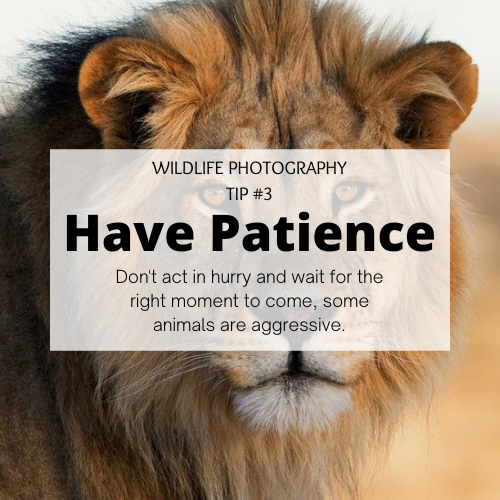 WILDLIFE PHOTOGRAPHY
TIP #3
Have Patience
Don't act in hurry and wait for the
right moment to come, some
animals are aggressive.